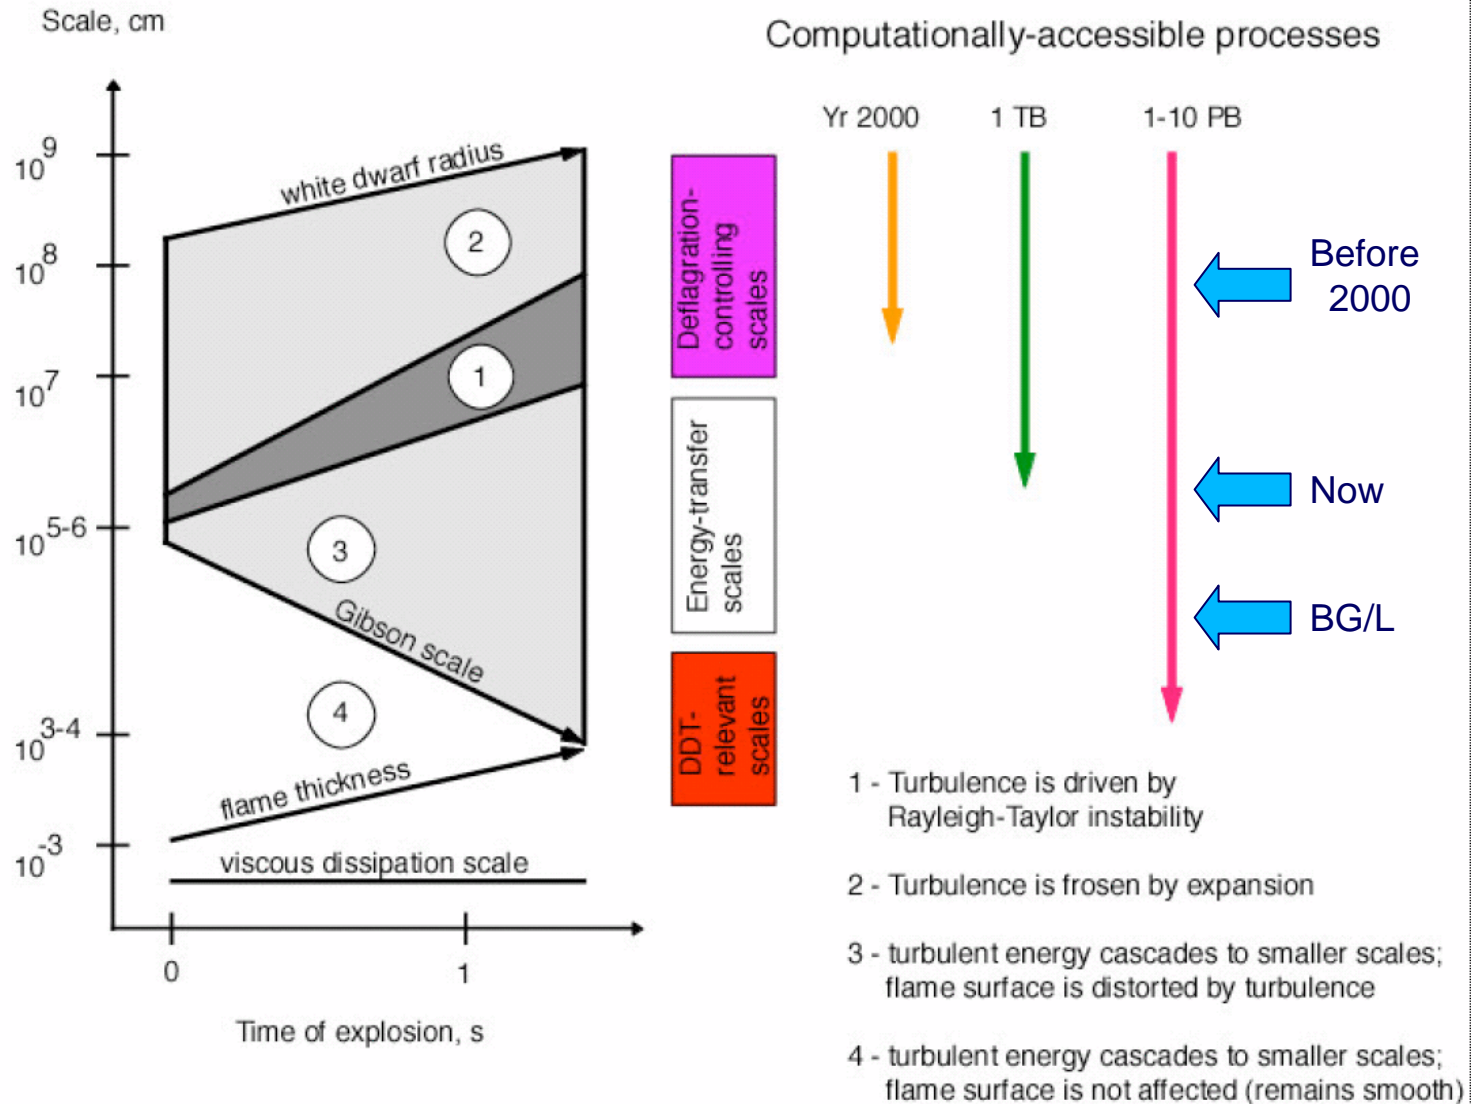 Scale, cm
Computationally-accessible processes
Yr 2000
1 TB
1-10 PB
10^9
10^8
10^7
10^5-6
10^3-4
10^-3
white dwarf radius
2
1
3
Gibson scale
4
flame thickness
viscous dissipation scale
0
1
Time of explosion, s
Deflagration-
controlling
scales
Energy-transfer
scales
DDT-
relevant
scales
Before
2000
Now
BG/L
1 - Turbulence is driven by
Rayleigh-Taylor instability
2 - Turbulence is frosen by expansion
3 - turbulent energy cascades to smaller scales;
flame surface is distorted by turbulence
4 - turbulent energy cascades to smaller scales;
flame surface is not affected (remains smooth)